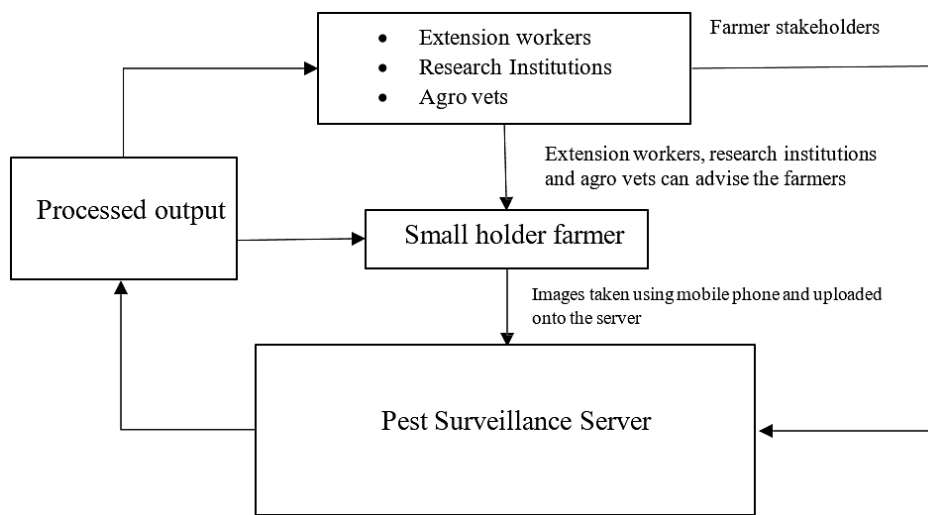 Extension workers
Research Institutions
Agro vets
Farmer stakeholders
Extension workers, research institutions
and agro vets can advise the farmers
Processed output
Small holder farmer
Images taken using mobile phone and uploaded
onto the server
Pest Surveillance Server